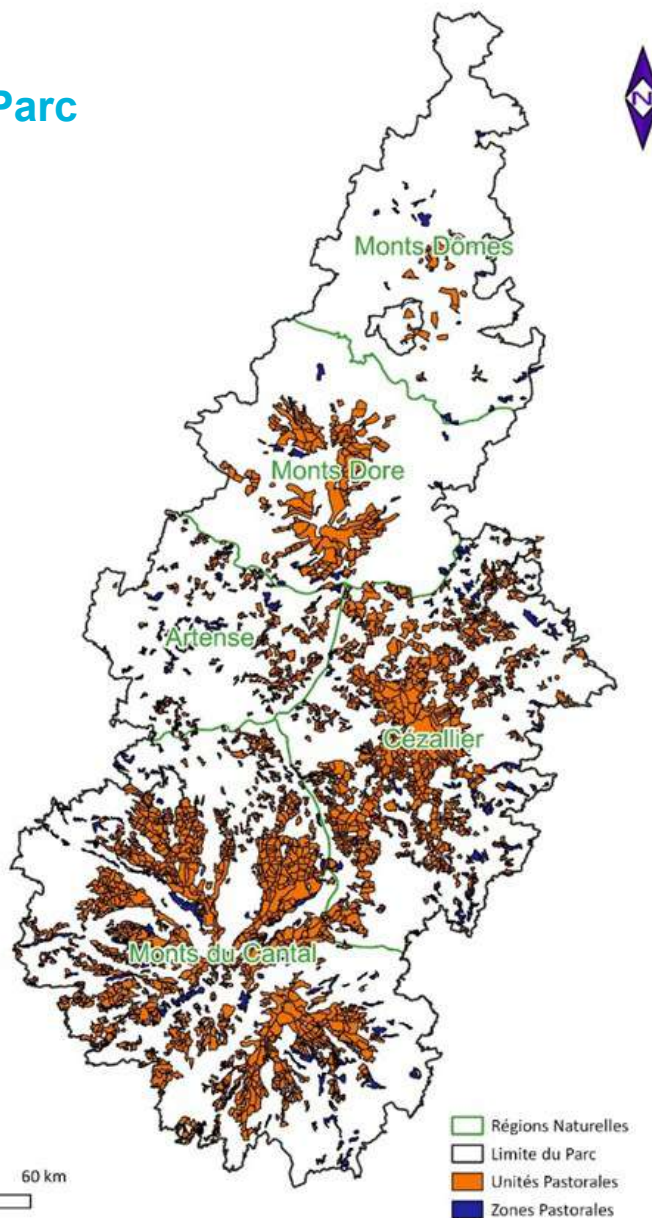 Parc
N
Monts Dômes
Monts Dore
Artense
Cézallier
Monts du Cantal
60 km
Régions Naturelles
Limite du Parc
Unités Pastorales
Zones Pastorales